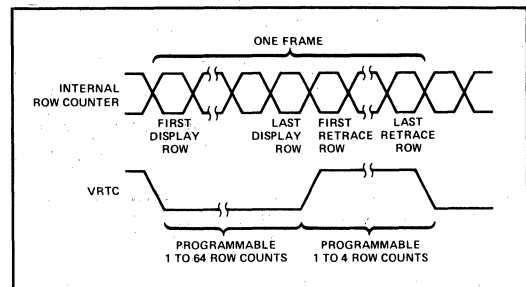 ONE FRAME
INTERNAL
ROW COUNTER
FIRST
DISPLAY
ROW
LAST
DISPLAY
ROW
FIRST
RETRACE
ROW
LAST
RETRACE
ROW
VRTC
PROGRAMMABLE
1 TO 64 ROW COUNTS
PROGRAMMABLE
1 TO 4 ROW COUNTS